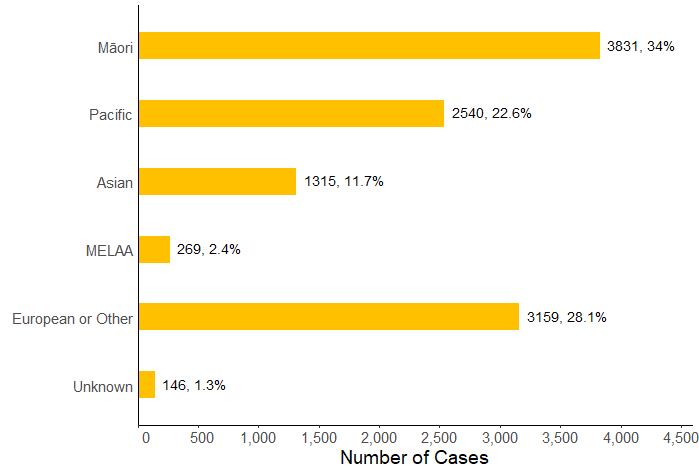 Māori 3831, 34%
Pacific 2540, 22.6%
Asian 1315, 11.7%
MELAA 269, 2.4%
European or Other 3159, 28.1%
Unknown 146, 1.3%
0 500 1,000 1,500 2,000 2,500 3,000 3,500 4,000 4,500
Number of Cases